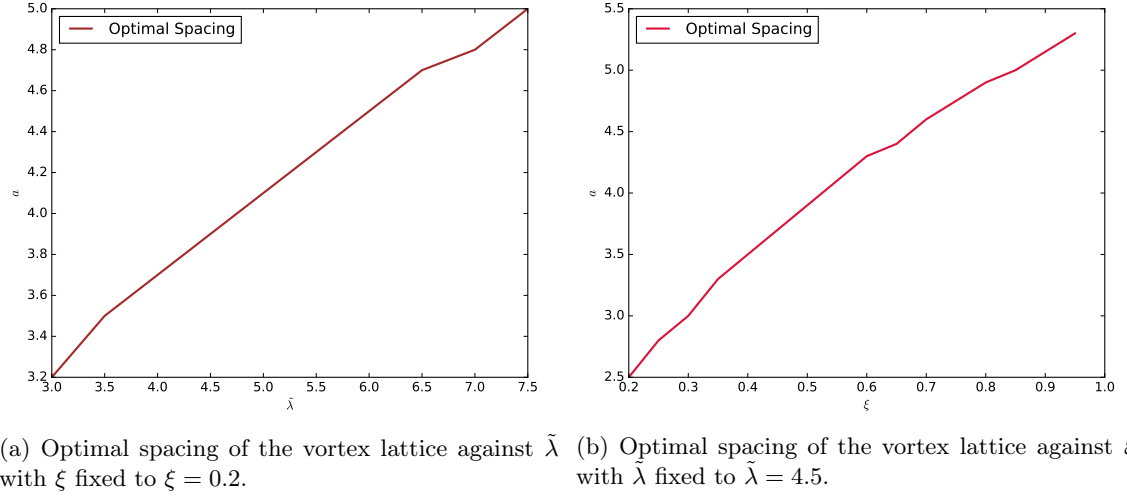 Optimal Spacing
5.0
4.8
4.6
4.4
4.2
4.0
3.8
3.6
3.4
3.2
a
3.0 3.5 4.0 4.5 5.0 5.5 6.0 6.5 7.0 7.5
λ̃
(a) Optimal spacing of the vortex lattice against λ̃
with ξ fixed to ξ = 0.2.
Optimal Spacing
5.5
5.0
4.5
4.0
3.5
3.0
2.5
a
0.2 0.3 0.4 0.5 0.6 0.7 0.8 0.9 1.0
ξ
(b) Optimal spacing of the vortex lattice against
with λ̃ fixed to λ̃ = 4.5.